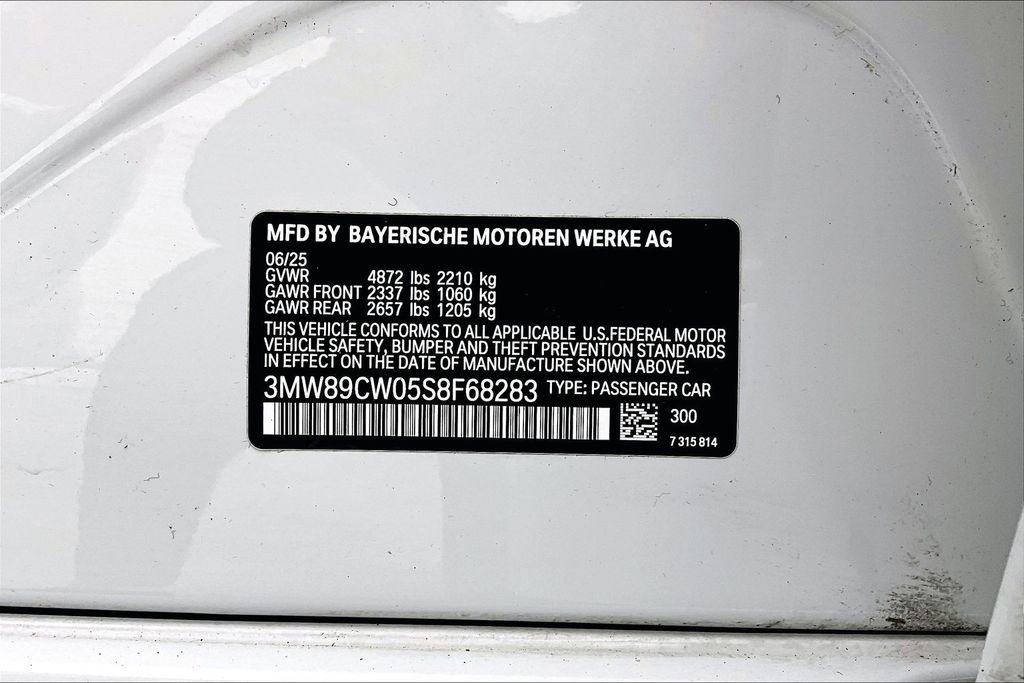 MFD BY BAYERISCHE MOTOREN WERKE AG
06/25
GVWR 4872 lbs 2210 kg
GAWR FRONT 2337 lbs 1060 kg
GAWR REAR 2657 lbs 1205 kg
THIS VEHICLE CONFORMS TO ALL APPLICABLE U.S.FEDERAL MOTOR
VEHICLE SAFETY, BUMPER AND THEFT PREVENTION STANDARDS
IN EFFECT ON THE DATE OF MANUFACTURE SHOWN ABOVE.
3MW89CW05S8F68283 TYPE: PASSENGER CAR
300
7 315 814